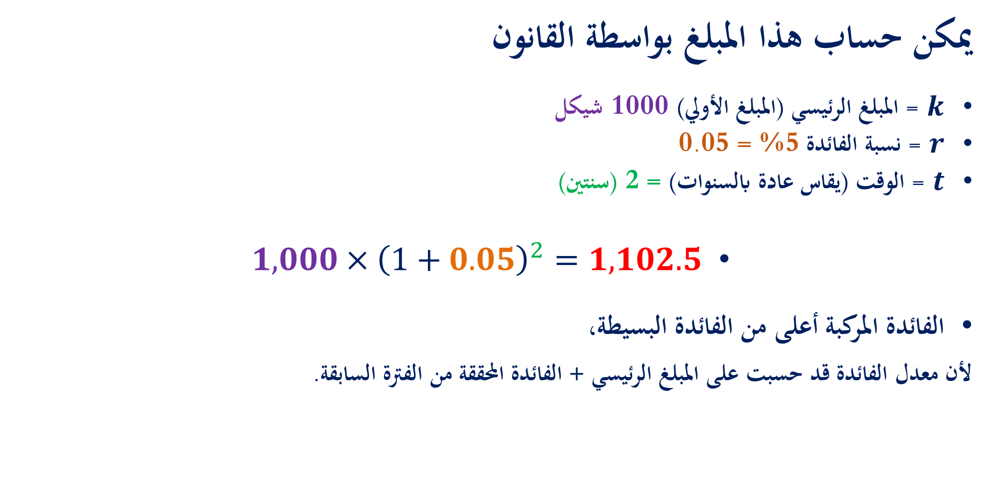 يمكن حساب هذا المبلغ بواسطة القانون
• k = المبلغ الرئيسي (المبلغ الأولي) 1000 شيكل
• r = نسبة الفائدة 5% = 0.05
• t = الوقت (يقاس عادة بالسنوات) = 2 (سنتين)
• 1,000 × (1 + 0.05)² = 1,102.5
• الفائدة المركبة أعلى من الفائدة البسيطة،
لأن معدل الفائدة قد حسبت على المبلغ الرئيسي + الفائدة المحققة من الفترة السابقة.